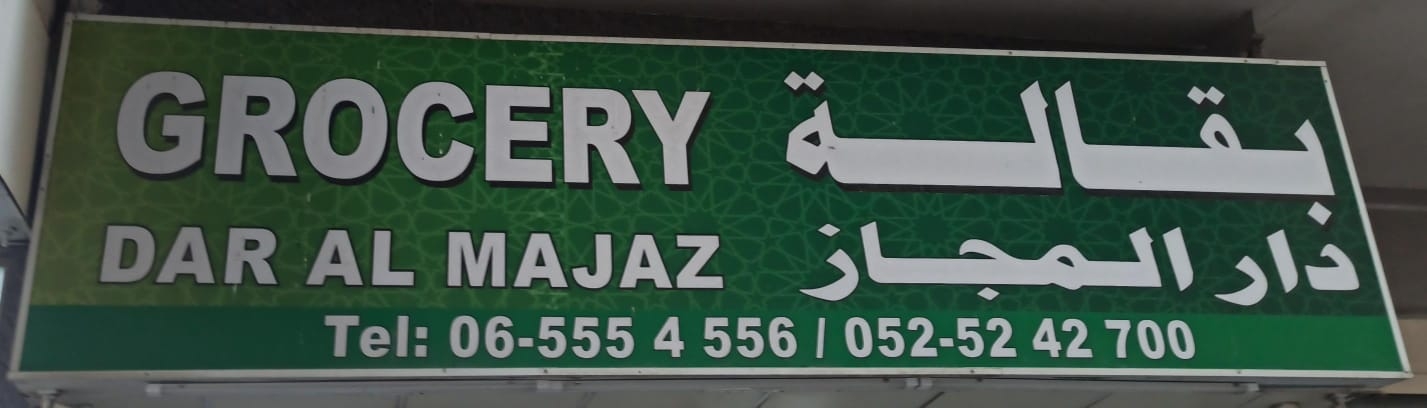 GROCERY بقالة
DAR AL MAJAZ دار المجاز
Tel: 06-555 4 556 / 052-52 42 700